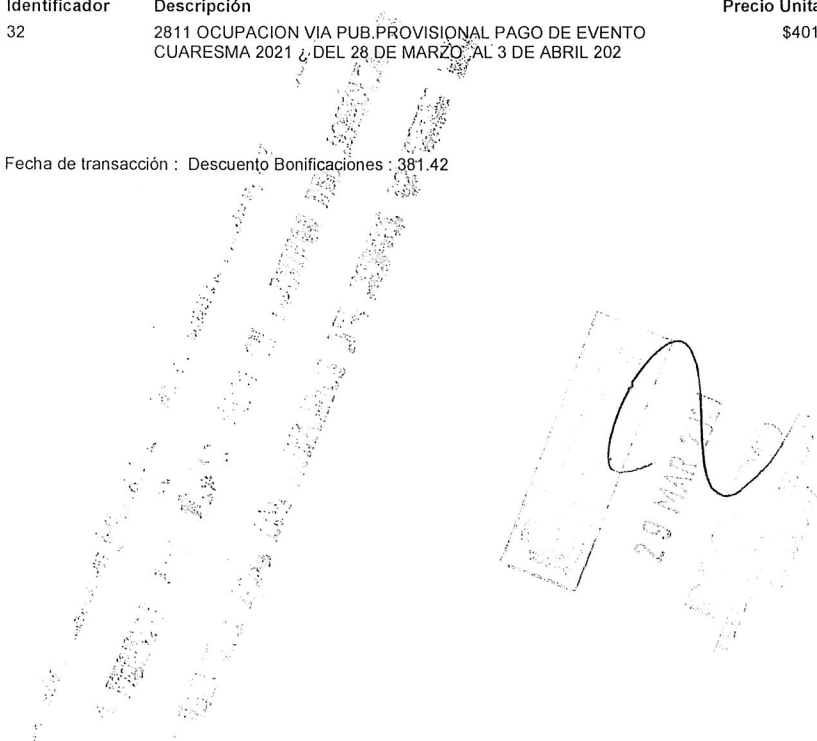 Identificador Descripción Precio Unita
32 2811 OCUPACION VIA PUB.PROVISIONAL PAGO DE EVENTO $401
CUARESMA 2021 ¿ DEL 28 DE MARZO AL 3 DE ABRIL 202
Fecha de transacción : Descuento Bonificaciones : 381.42
29 MAR